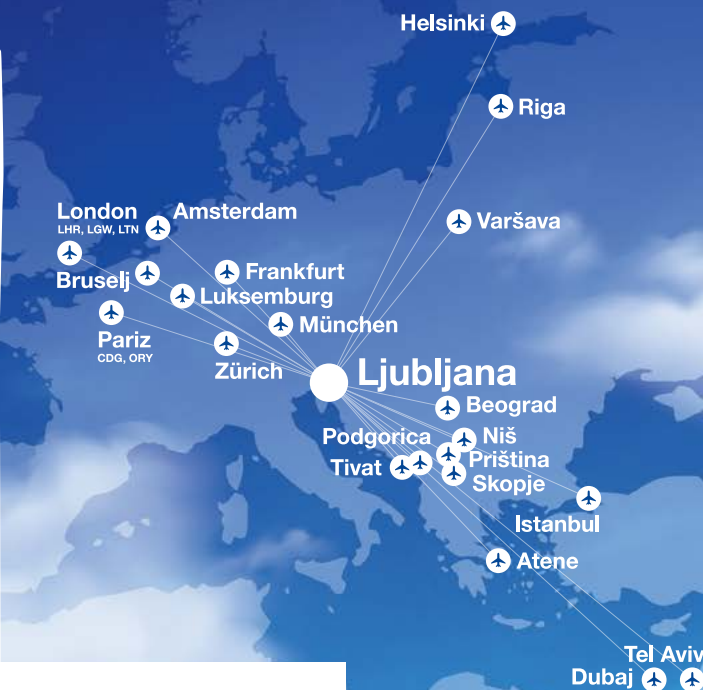 Helsinki
Riga
London
LHR, LGW, LTN
Amsterdam
Varšava
Bruselj
Frankfurt
Luksemburg
München
Pariz
CDG, ORY
Zürich
Ljubljana
Beograd
Podgorica
Niš
Tivat
Priština
Skopje
Istanbul
Atene
Tel Aviv
Dubaj